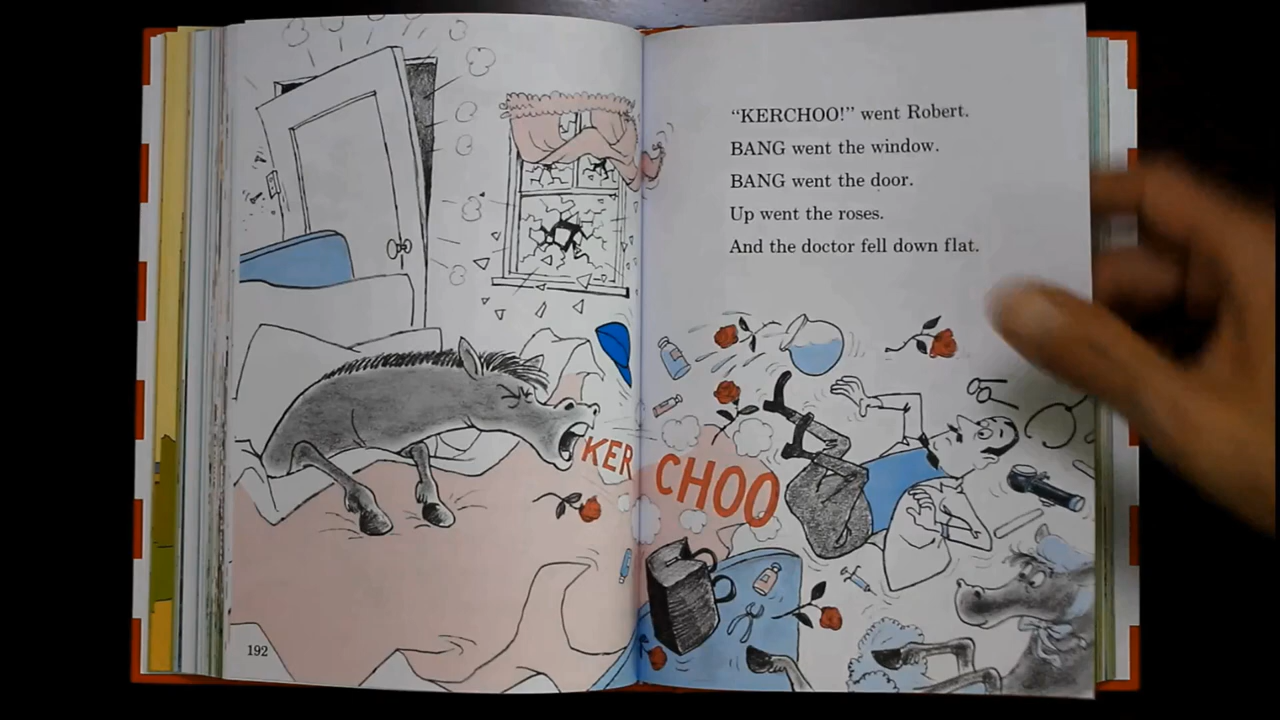 "KERCHOO!" went Robert.
BANG went the window.
BANG went the door.
Up went the roses.
And the doctor fell down flat.
KER
CHOO
192